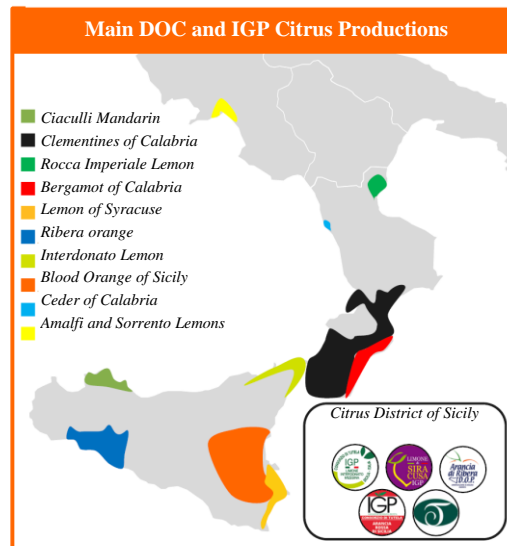 Main DOC and IGP Citrus Productions
Ciaculli Mandarin
Clementines of Calabria
Rocca Imperiale Lemon
Bergamot of Calabria
Lemon of Syracuse
Ribera orange
Interdonato Lemon
Blood Orange of Sicily
Ceder of Calabria
Amalfi and Sorrento Lemons
Citrus District of Sicily
IGP
LIMONE
SIRA
CUSA
IGP
Arancia
di Ribera
D.O.P.
IGP